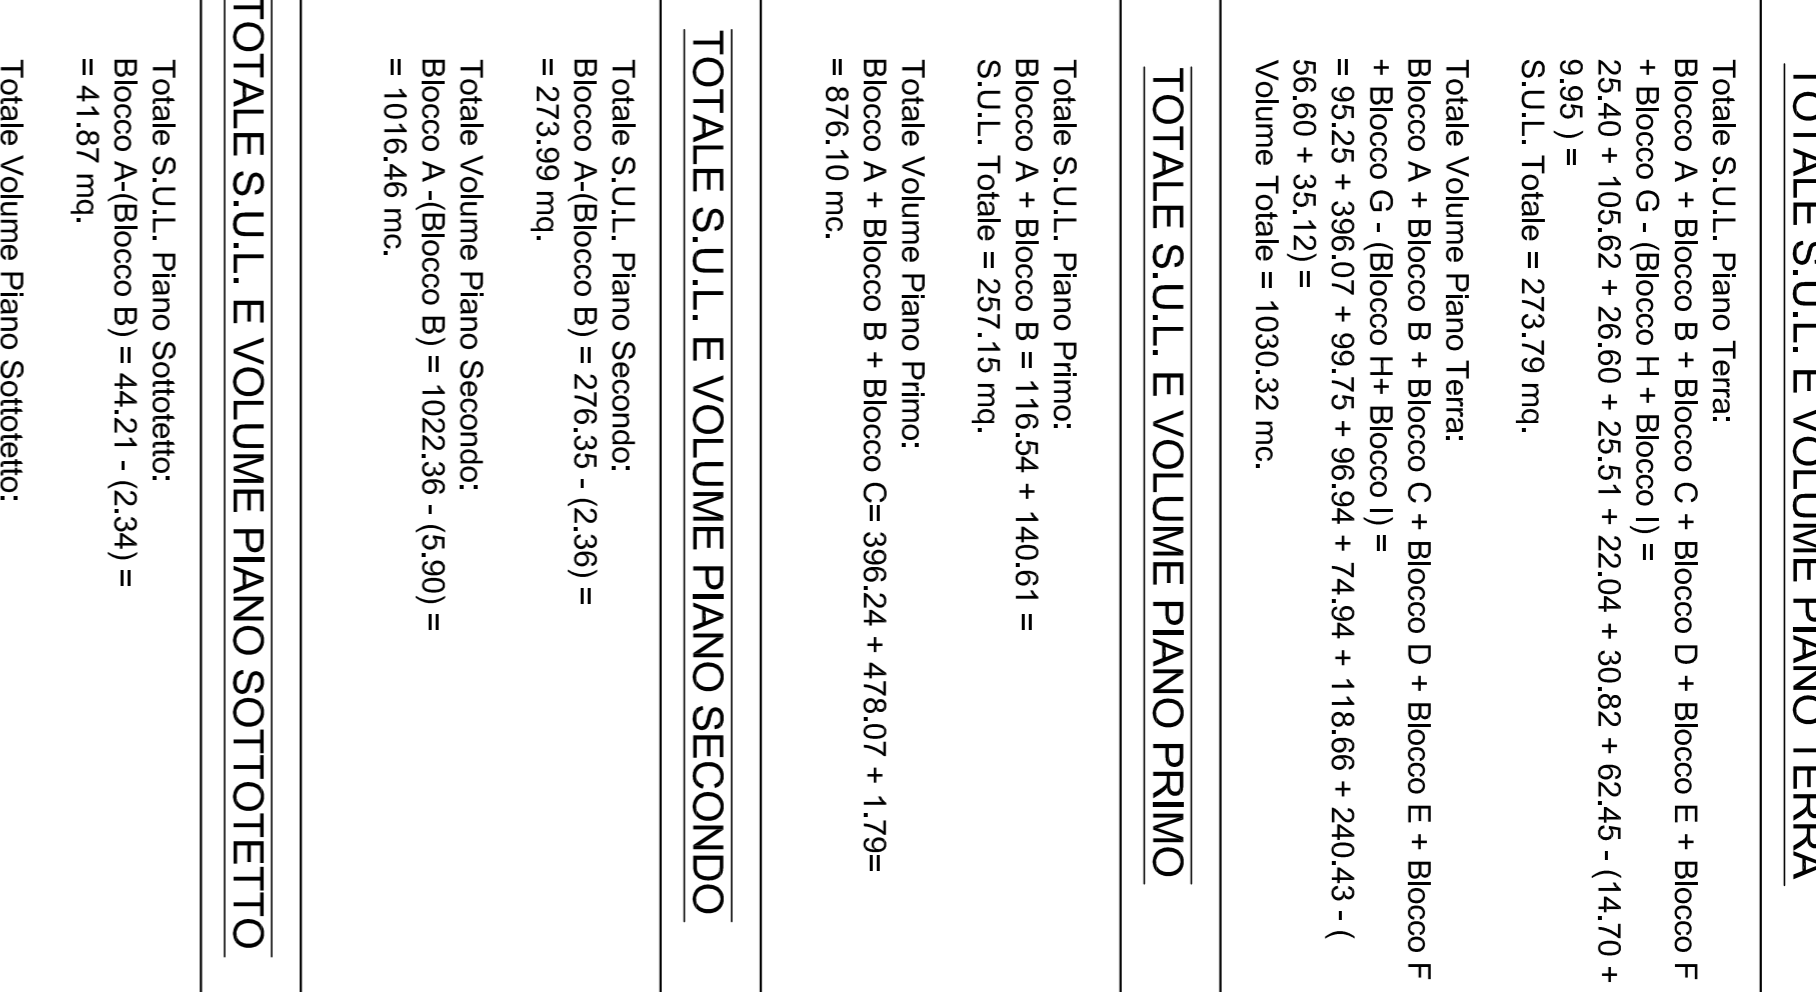 TOTALE S.U.L. E VOLUME PIANO TERRA
Totale S.U.L. Piano Terra:
Blocco A + Blocco B + Blocco C + Blocco D + Blocco E + Blocco F
+ Blocco G - (Blocco H + Blocco I) =
25.40 + 105.62 + 26.60 + 25.51 + 22.04 + 30.82 + 62.45 - (14.70 +
9.95 ) =
S.U.L. Totale = 273.79 mq.
Totale Volume Piano Terra:
Blocco A + Blocco B + Blocco C + Blocco D + Blocco E + Blocco F
+ Blocco G - (Blocco H+ Blocco I) =
= 95.25 + 396.07 + 99.75 + 96.94 + 74.94 + 118.66 + 240.43 - (
56.60 + 35.12) =
Volume Totale = 1030.32 mc.
TOTALE S.U.L. E VOLUME PIANO PRIMO
Totale S.U.L. Piano Primo:
Blocco A + Blocco B = 116.54 + 140.61 =
S.U.L. Totale = 257.15 mq.
Totale Volume Piano Primo:
Blocco A + Blocco B + Blocco C= 396.24 + 478.07 + 1.79=
= 876.10 mc.
TOTALE S.U.L. E VOLUME PIANO SECONDO
Totale S.U.L. Piano Secondo:
Blocco A-(Blocco B) = 276.35 - (2.36) =
= 273.99 mq.
Totale Volume Piano Secondo:
Blocco A -(Blocco B) = 1022.36 - (5.90) =
= 1016.46 mc.
TOTALE S.U.L. E VOLUME PIANO SOTTOTETTO
Totale S.U.L. Piano Sottotetto:
Blocco A-(Blocco B) = 44.21 - (2.34) =
= 41.87 mq.
Totale Volume Piano Sottotetto: